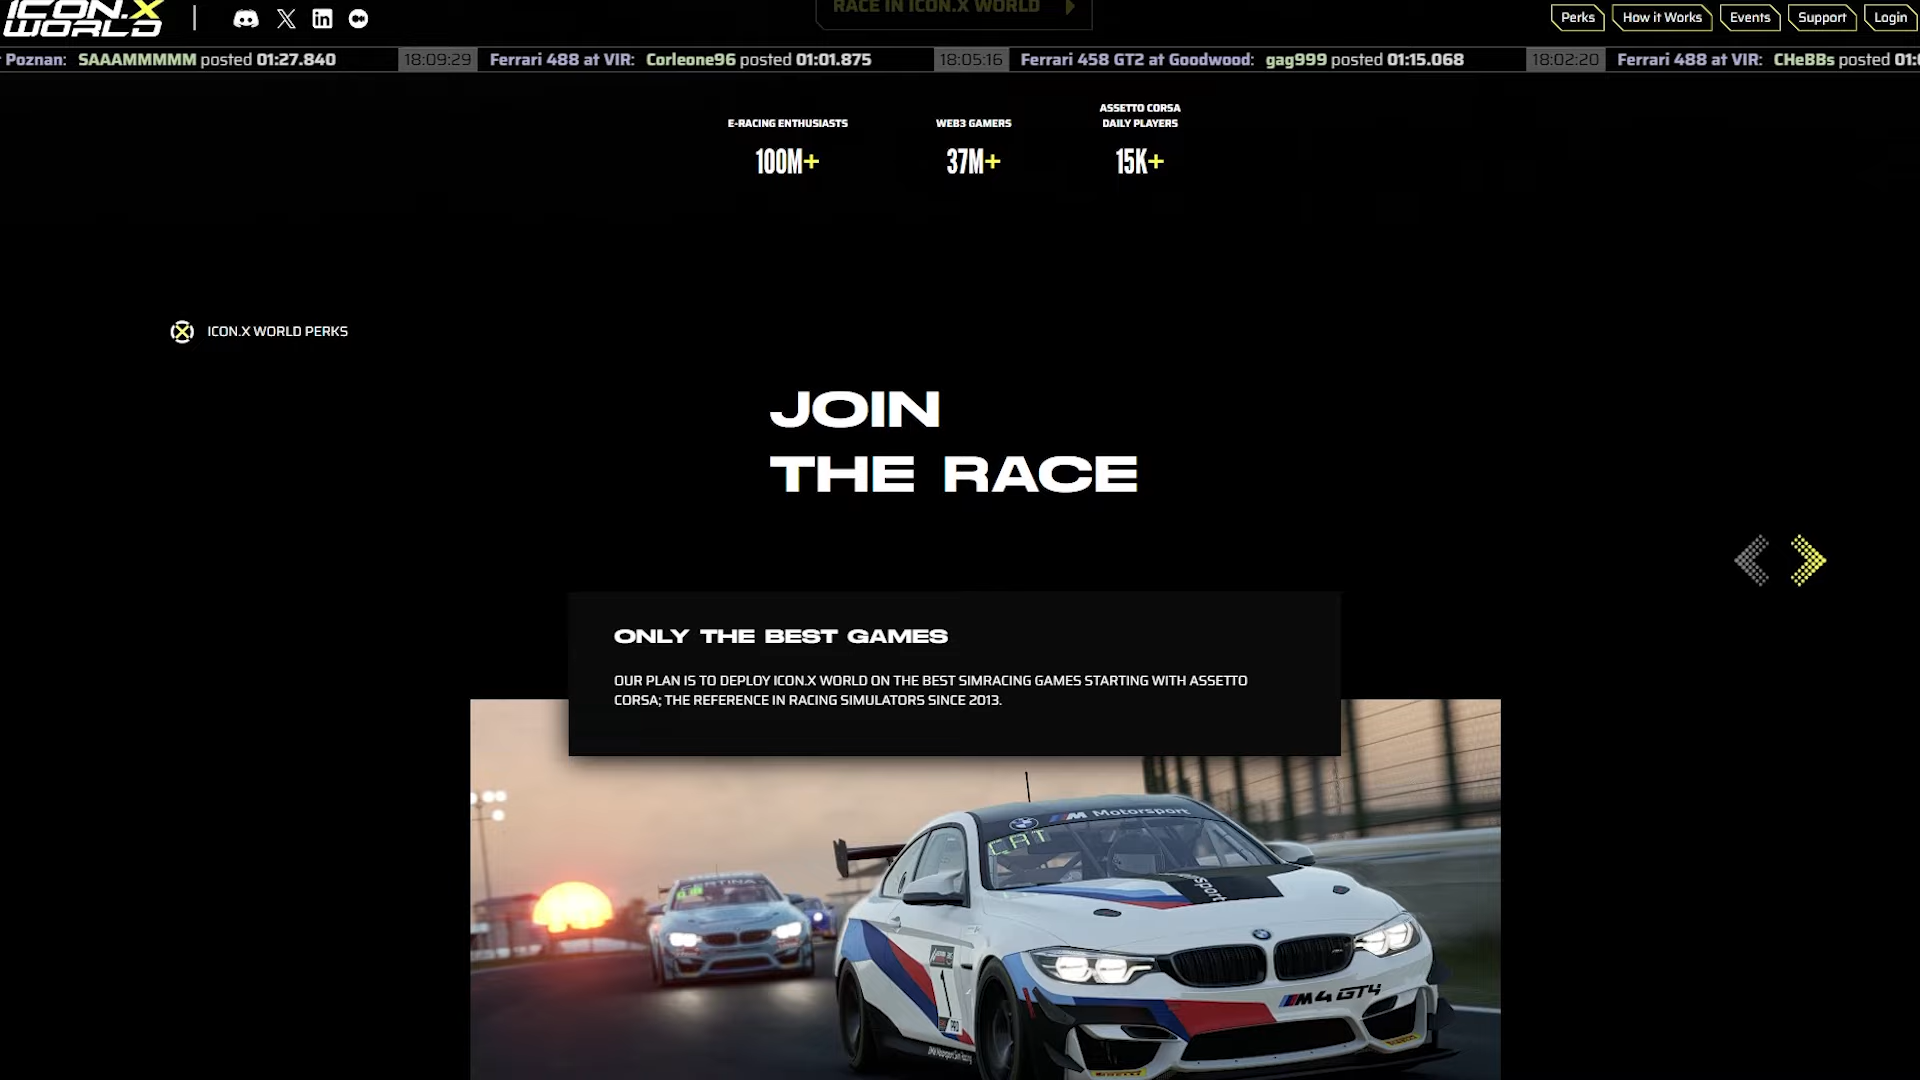 ICON.X
WORLD
RACE IN ICON.X WORLD
Perks
How it Works
Events
Support
Login
Poznan: SAAAMMMMM posted 01:27.840 18:09:29 Ferrari 488 at VIR: Corleone96 posted 01:01.875 18:05:16 Ferrari 458 GT2 at Goodwood: gag999 posted 01:15.068 18:02:20 Ferrari 488 at VIR: CHeBBs posted
E-RACING ENTHUSIASTS
100M+
WEB3 GAMERS
37M+
ASSETTO CORSA
DAILY PLAYERS
15K+
ICON.X WORLD PERKS
JOIN
THE RACE
ONLY THE BEST GAMES
OUR PLAN IS TO DEPLOY ICON.X WORLD ON THE BEST SIMRACING GAMES STARTING WITH ASSETTO
CORSA; THE REFERENCE IN RACING SIMULATORS SINCE 2013.
M Motorsport
CAT
1
M4 GT4